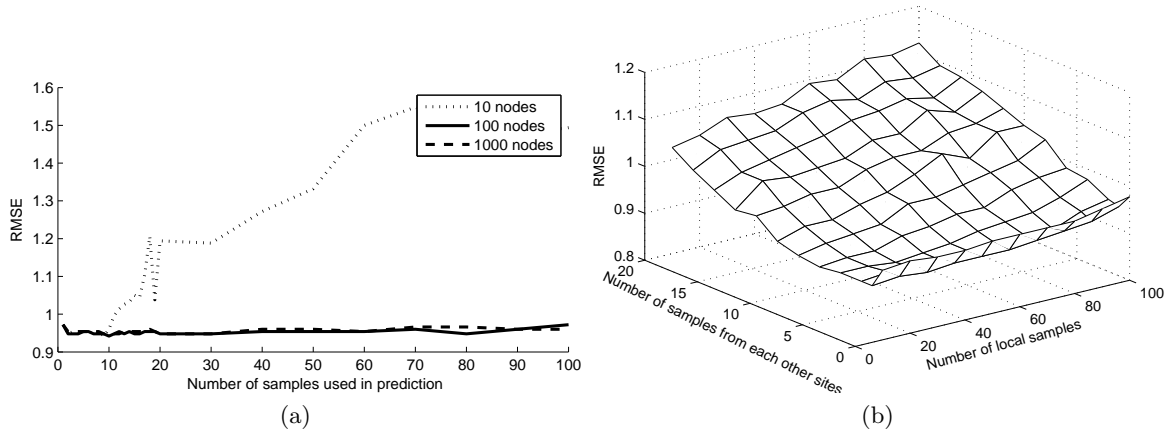 1.6
1.5
1.4
1.3
1.2
1.1
1
0.9
RMSE
10 nodes
100 nodes
1000 nodes
0 10 20 30 40 50 60 70 80 90 100
Number of samples used in prediction
(a)
1.2
1.1
1
0.9
0.8
RMSE
20
15
10
5
0
Number of samples from each other sites
0
20
40
60
80
100
Number of local samples
(b)